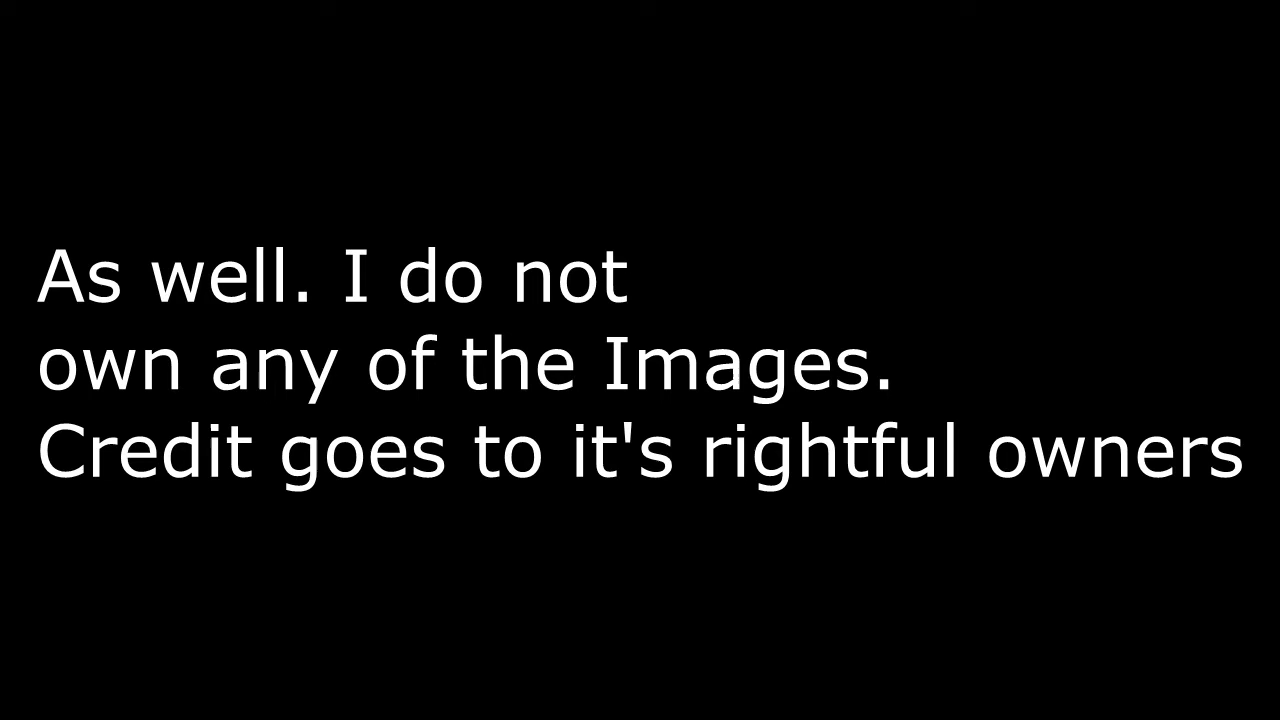 As well. I do not
own any of the Images.
Credit goes to it's rightful owners